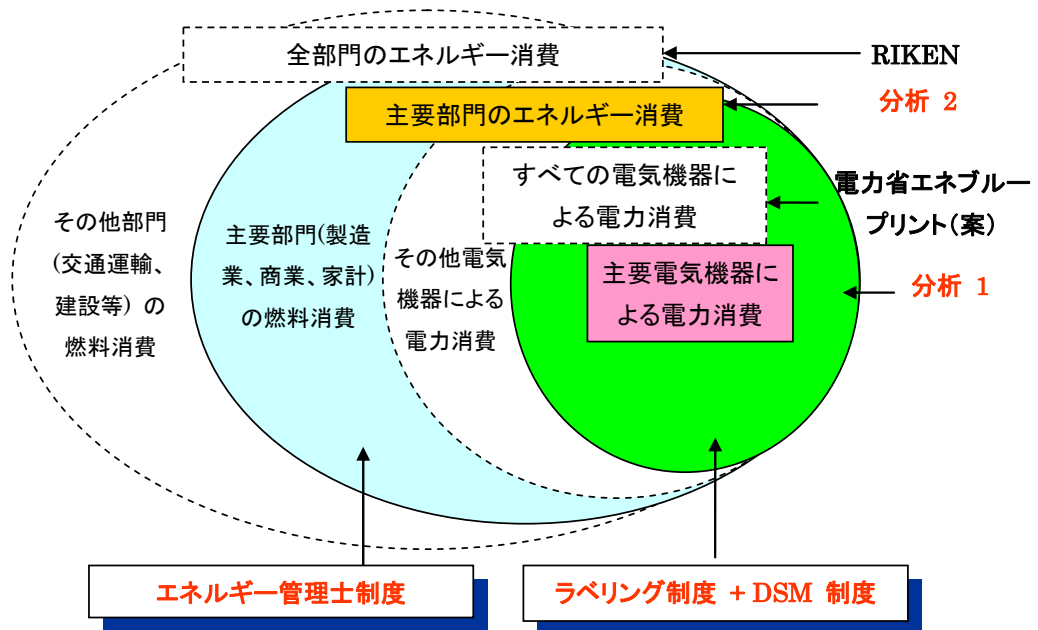 全部門のエネルギー消費
RIKEN
主要部門のエネルギー消費
分析 2
すべての電気機器に
よる電力消費
電力省エネブルー
プリント(案)
その他部門
(交通運輸、
建設等) の
燃料消費
主要部門(製造
業、商業、家計)
の燃料消費
その他電気
機器による
電力消費
主要電気機器に
よる電力消費
分析 1
エネルギー管理士制度
ラベリング制度 + DSM 制度